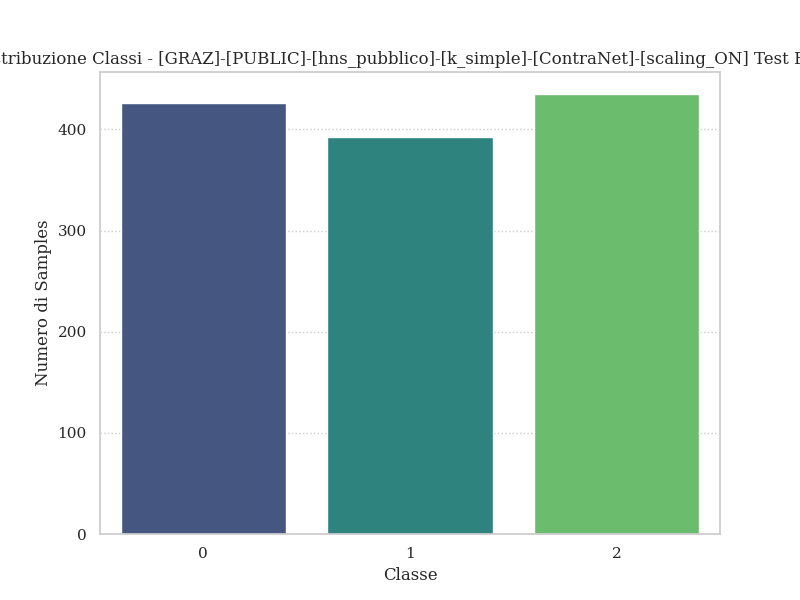 tribuzione Classi - [GRAZ]-[PUBLIC]-[hns_pubblico]-[k_simple]-[ContraNet]-[scaling_ON] Test
400
300
200
100
0
Numero di Samples
0 1 2
Classe